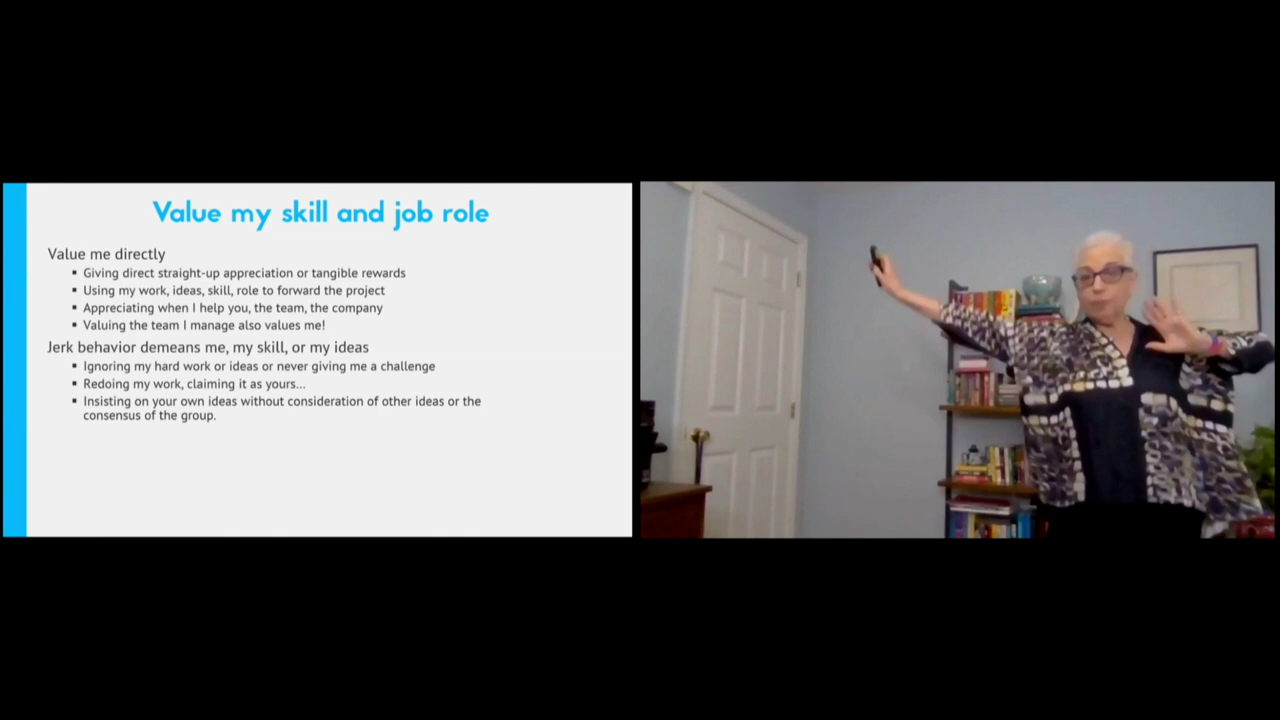 Value my skill and job role
Value me directly
▪ Giving direct straight-up appreciation or tangible rewards
▪ Using my work, ideas, skill, role to forward the project
▪ Appreciating when I help you, the team, the company
▪ Valuing the team I manage also values me!
Jerk behavior demeans me, my skill, or my ideas
▪ Ignoring my hard work or ideas or never giving me a challenge
▪ Redoing my work, claiming it as yours...
▪ Insisting on your own ideas without consideration of other ideas or the
consensus of the group.